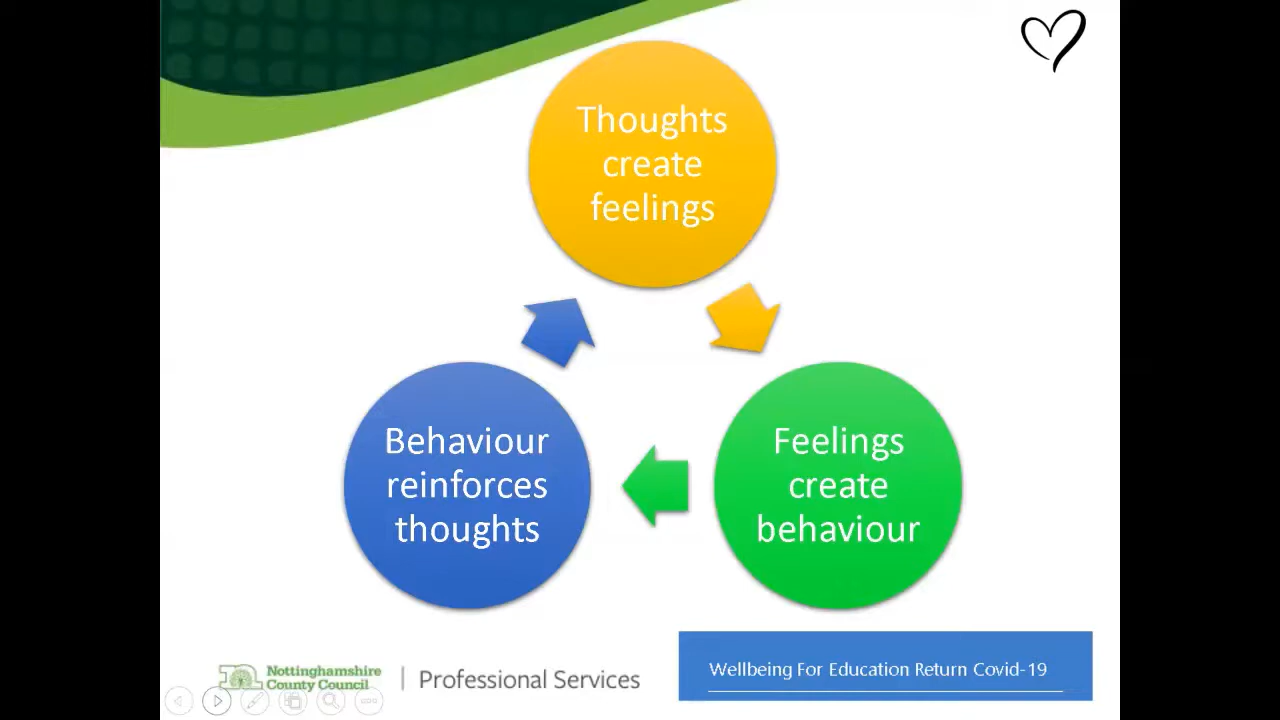 Thoughts
create
feelings
Feelings
create
behaviour
Behaviour
reinforces
thoughts
Nottinghamshire
County Council
Professional Services
Wellbeing For Education Return Covid-19